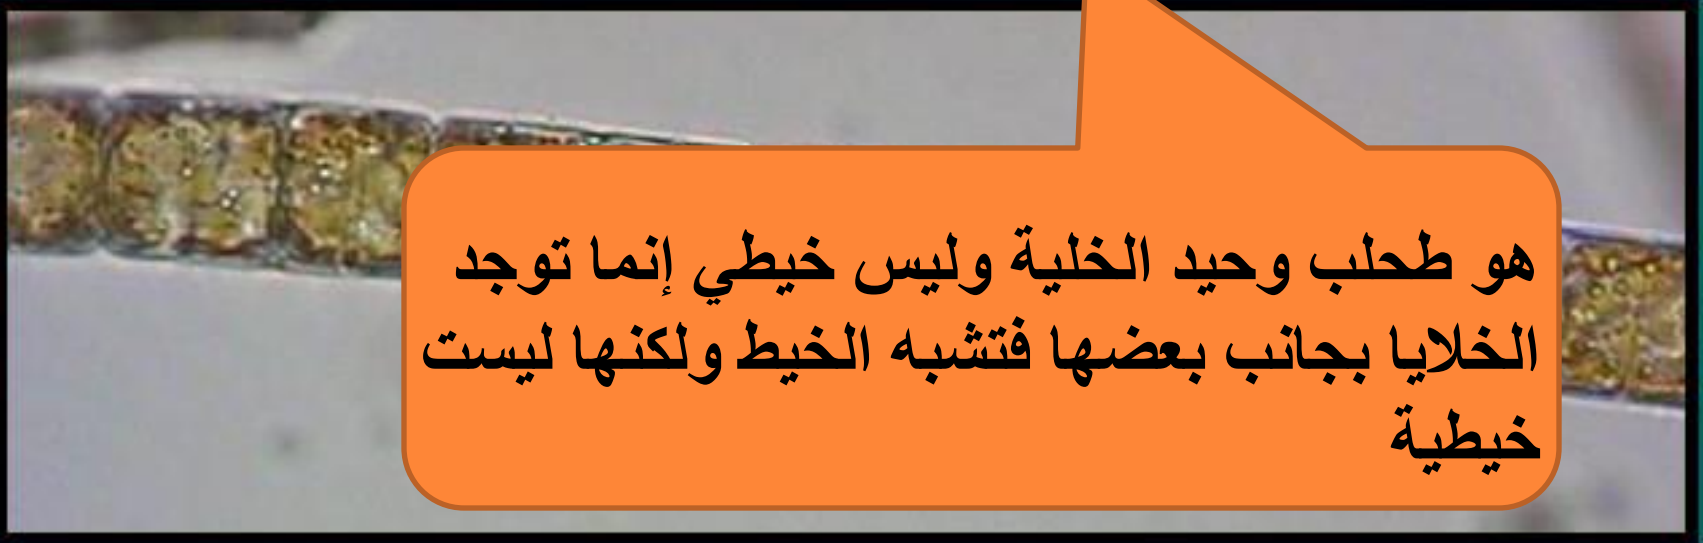 هو طحلب وحيد الخلية وليس خيطي إنما توجد
الخلايا بجانب بعضها فتشبه الخيط ولكنها ليست
خيطية